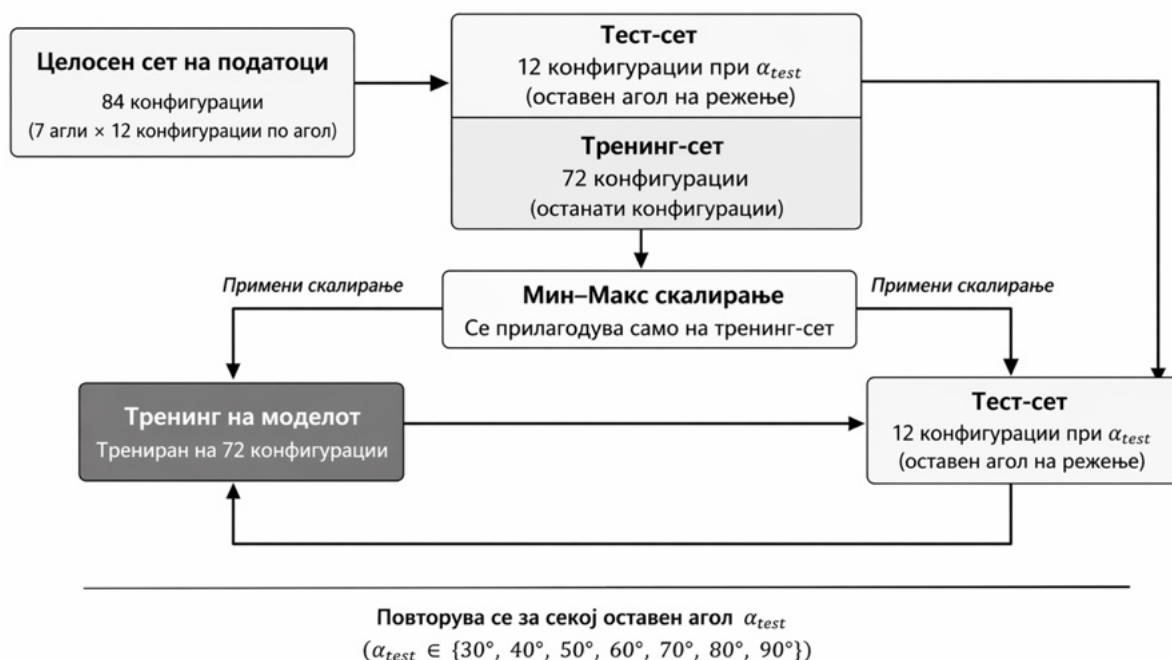 Целосен сет на податоци
84 конфигурации
(7 агли × 12 конфигурации по агол)
Тест-сет
12 конфигурации при α_test
(оставен агол на режење)
Тренинг-сет
72 конфигурации
(останати конфигурации)
Примени скалирање
Мин–Макс скалирање
Се прилагодува само на тренинг-сет
Примени скалирање
Тренинг на моделот
Трениран на 72 конфигурации
Тест-сет
12 конфигурации при α_test
(оставен агол на режење)
Повторува се за секој оставен агол α_test
(α_test ∈ {30°, 40°, 50°, 60°, 70°, 80°, 90°})